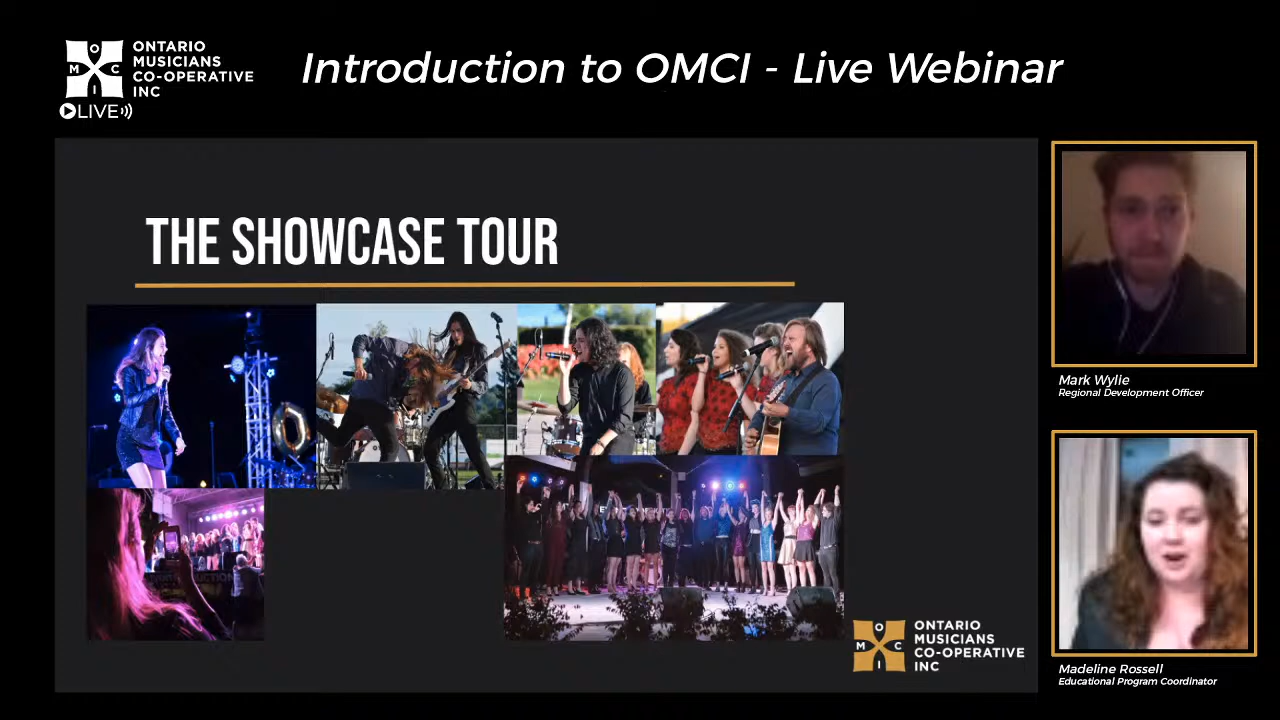 ONTARIO
MUSICIANS
CO-OPERATIVE
INC
O
M C
I
LIVE
Introduction to OMCI - Live Webinar
THE SHOWCASE TOUR
Mark Wylie
Regional Development Officer
O
M C
I
ONTARIO
MUSICIANS
CO-OPERATIVE
INC
Madeline Rossell
Educational Program Coordinator